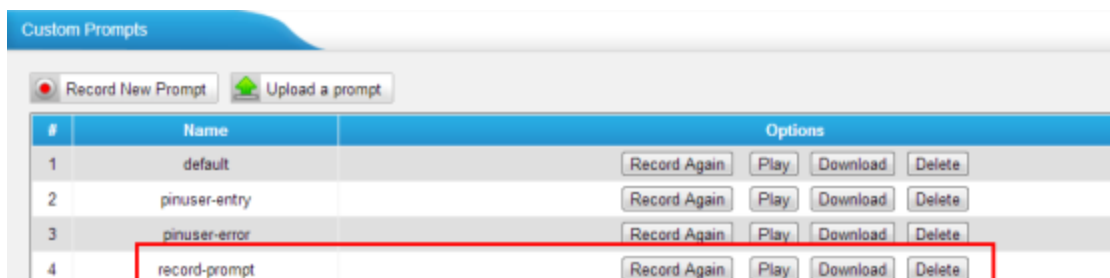 Custom Prompts
Record New Prompt Upload a prompt
# Name Options
1 default Record Again Play Download Delete
2 pinuser-entry Record Again Play Download Delete
3 pinuser-error Record Again Play Download Delete
4 record-prompt Record Again Play Download Delete